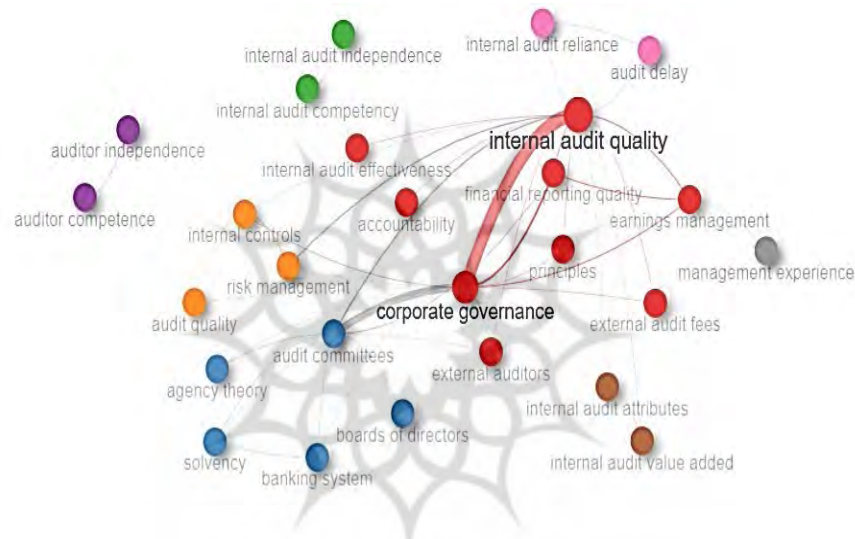 internal audit independence
internal audit reliance
audit delay
internal audit competency
internal audit quality
auditor independence
internal audit effectiveness
financial reporting quality
auditor competence
accountability
earnings management
internal controls
principles
management experience
risk management
corporate governance
audit quality
external audit fees
audit committees
external auditors
agency theory
internal audit attributes
boards of directors
solvency
banking system
internal audit value added